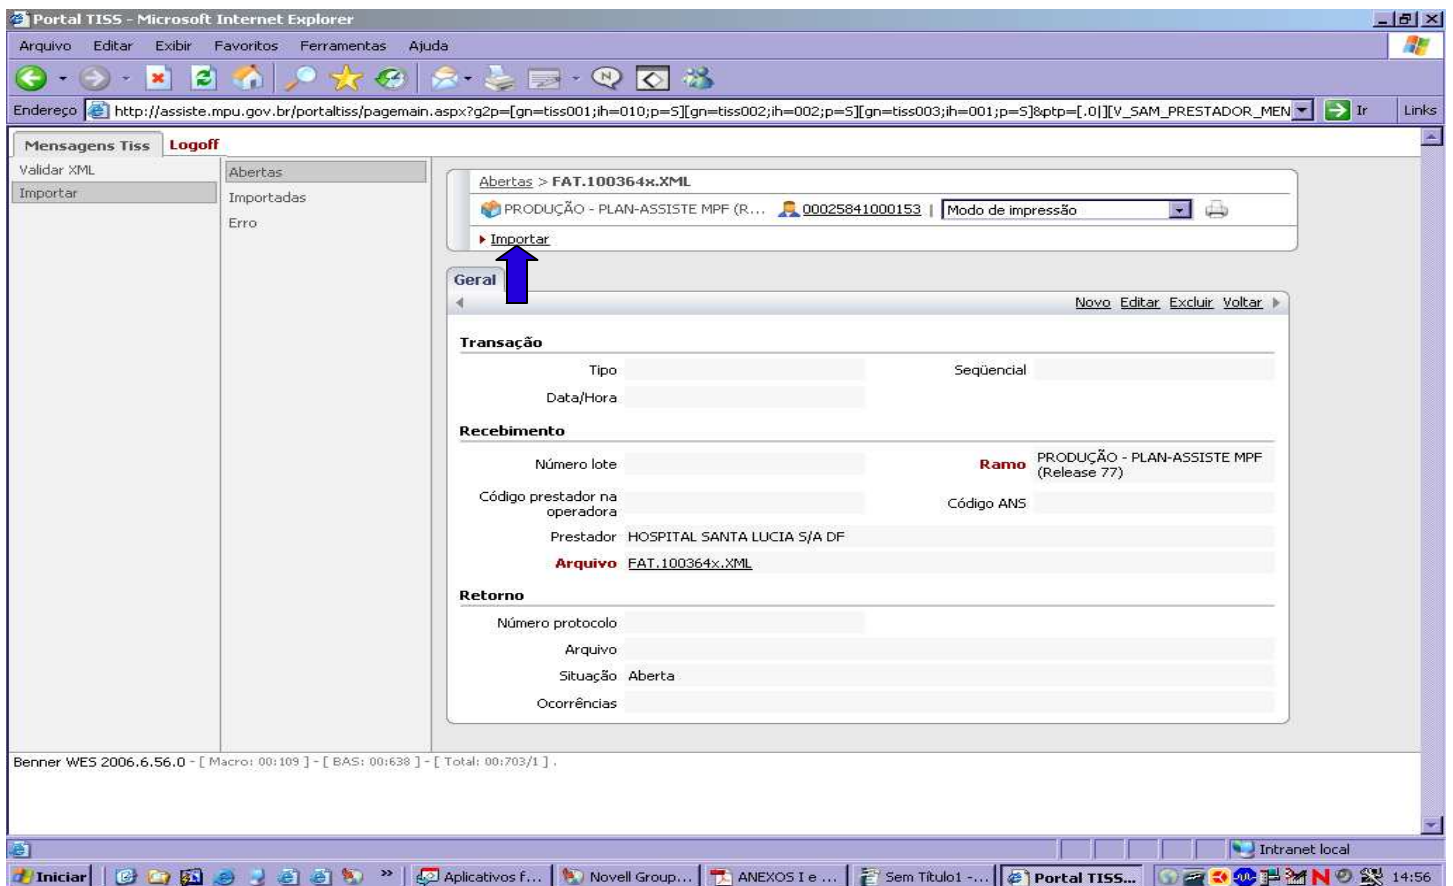 Portal TISS - Microsoft Internet Explorer
Arquivo Editar Exibir Favoritos Ferramentas Ajuda
Endereço http://assiste.mpu.gov.br/portaltiss/pagemain.aspx?g2p=[gn=tiss001;ih=010;p=S][gn=tiss002;ih=002;p=S][gn=tiss003;ih=001;p=S]&ptp=[.0|][V_SAM_PRESTADOR_MEN Ir Links
Mensagens Tiss Logoff
Validar XML
Importar
Abertas
Importadas
Erro
Abertas > FAT.100364x.XML
PRODUÇÃO - PLAN-ASSISTE MPF (R... 00025841000153 | Modo de impressão
Importar
Geral
Novo Editar Excluir Voltar
Transação
Tipo Seqüencial
Data/Hora
Recebimento
Número lote Ramo PRODUÇÃO - PLAN-ASSISTE MPF
(Release 77)
Código prestador na
operadora Código ANS
Prestador HOSPITAL SANTA LUCIA S/A DF
Arquivo FAT.100364x.XML
Retorno
Número protocolo
Arquivo
Situação Aberta
Ocorrências
Benner WES 2006.6.56.0 - [ Macro: 00:109 ] - [ BAS: 00:638 ] - [ Total: 00:703/1 ] .
Intranet local
Iniciar » Aplicativos f... Novell Group... ANEXOS I e ... Sem Título1 -... Portal TISS... 14:56